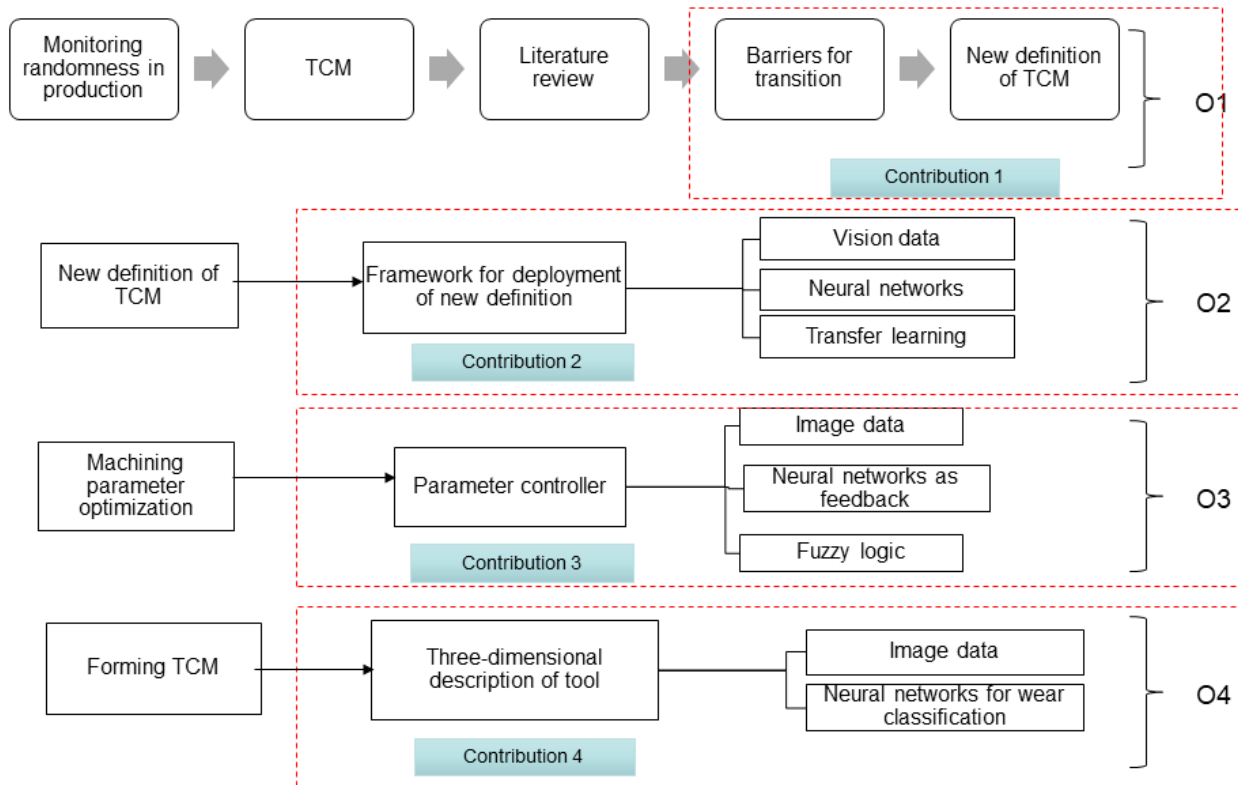 Monitoring
randomness in
production
TCM
Literature
review
Barriers for
transition
New definition
of TCM
O1
Contribution 1
New definition of
TCM
Framework for deployment
of new definition
Vision data
Neural networks
Transfer learning
O2
Contribution 2
Machining
parameter
optimization
Parameter controller
Image data
Neural networks as
feedback
Fuzzy logic
O3
Contribution 3
Forming TCM
Three-dimensional
description of tool
Image data
Neural networks for wear
classification
O4
Contribution 4